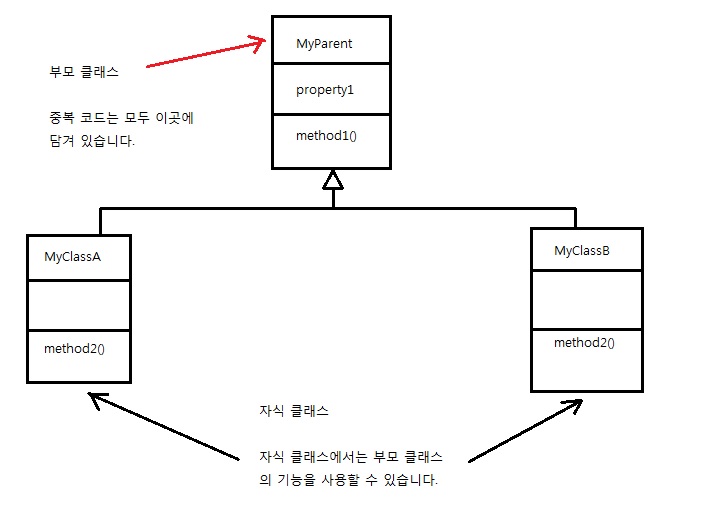 MyParent
부모 클래스
property1
중복 코드는 모두 이곳에
담겨 있습니다.
method1()
MyClassA
MyClassB
method2()
method2()
자식 클래스
자식 클래스에서는 부모 클래스
의 기능을 사용할 수 있습니다.